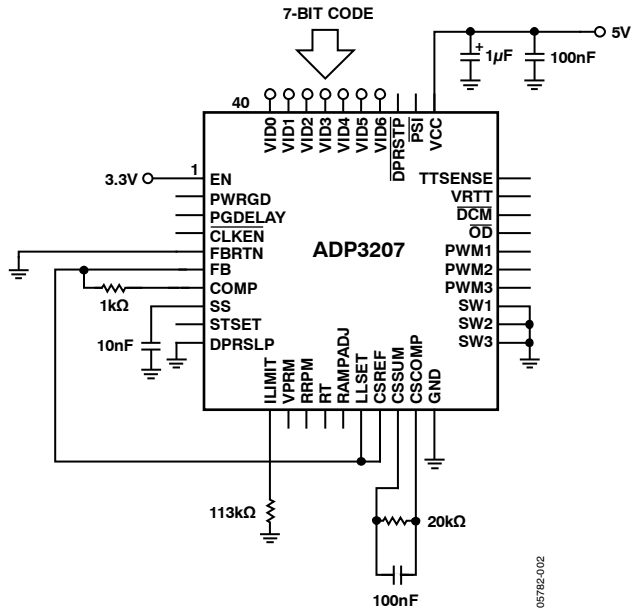 7-BIT CODE
5V
1µF
100nF
+
40
VID0
VID1
VID2
VID3
VID4
VID5
VID6
DPRSTP
PSI
VCC
3.3V
1
EN
PWRGD
PGDELAY
CLKEN
FBRTN
FB
COMP
SS
STSET
DPRSLP
ADP3207
TTSENSE
VRTT
DCM
OD
PWM1
PWM2
PWM3
SW1
SW2
SW3
1kΩ
10nF
ILIMIT
VPRM
RRPM
RT
RAMPADJ
LLSET
CSREF
CSSUM
CSCOMP
GND
113kΩ
20kΩ
100nF
05782-002